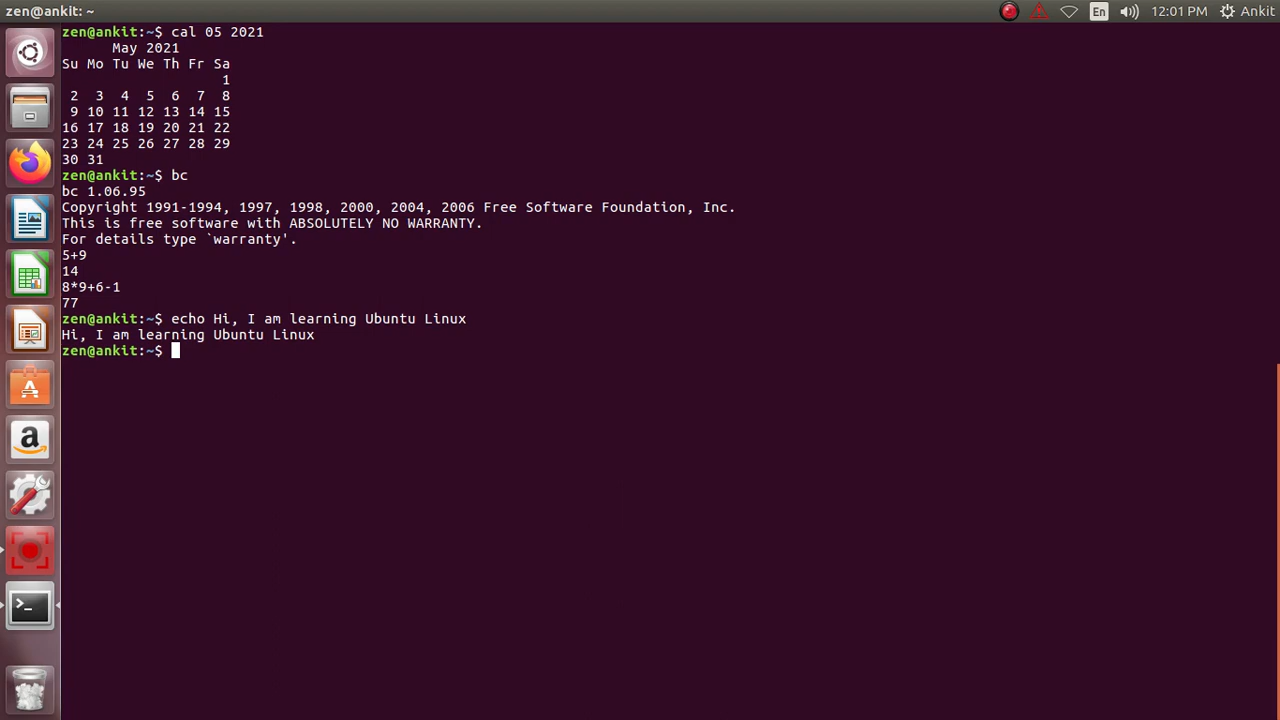 zen@ankit: ~ En 12:01 PM Ankit
zen@ankit:~$ cal 05 2021
      May 2021
Su Mo Tu We Th Fr Sa
                   1
 2  3  4  5  6  7  8
 9 10 11 12 13 14 15
16 17 18 19 20 21 22
23 24 25 26 27 28 29
30 31
zen@ankit:~$ bc
bc 1.06.95
Copyright 1991-1994, 1997, 1998, 2000, 2004, 2006 Free Software Foundation, Inc.
This is free software with ABSOLUTELY NO WARRANTY.
For details type `warranty'.
5+9
14
8*9+6-1
77
zen@ankit:~$ echo Hi, I am learning Ubuntu Linux
Hi, I am learning Ubuntu Linux
zen@ankit:~$